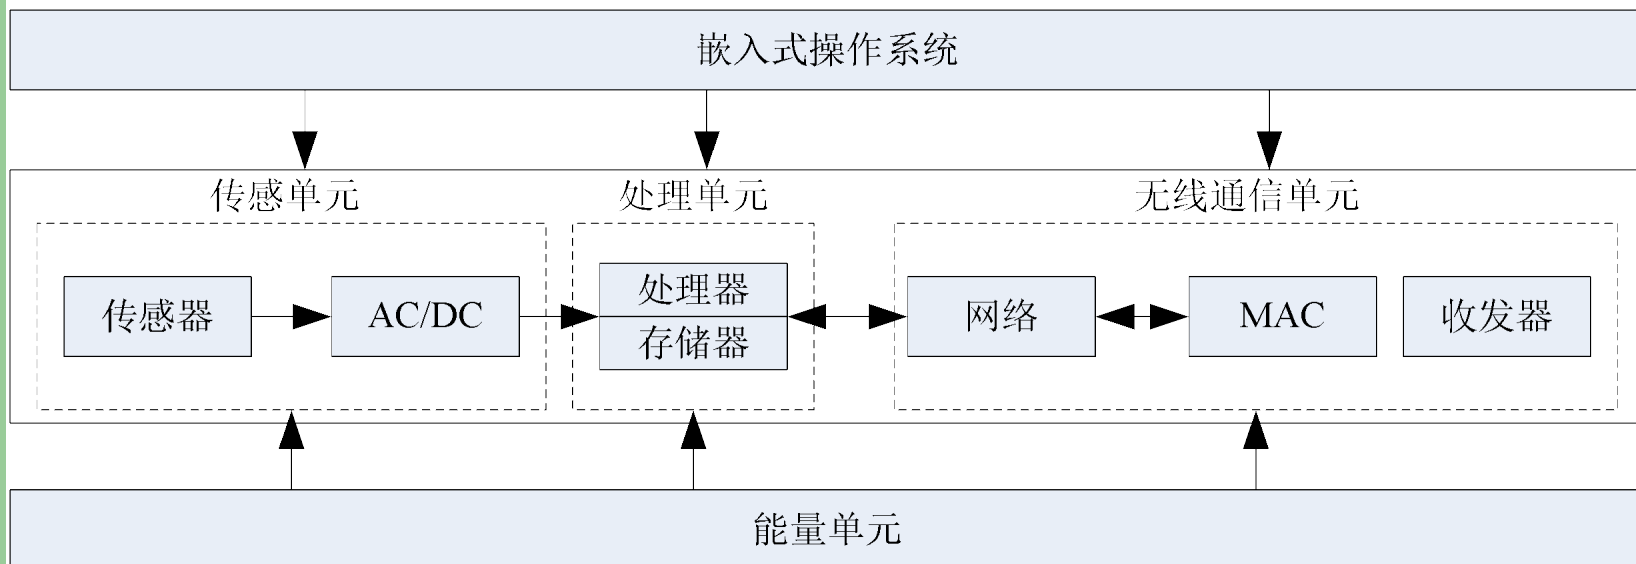 嵌入式操作系统
传感单元
处理单元
无线通信单元
传感器
AC/DC
处理器
存储器
网络
MAC
收发器
能量单元